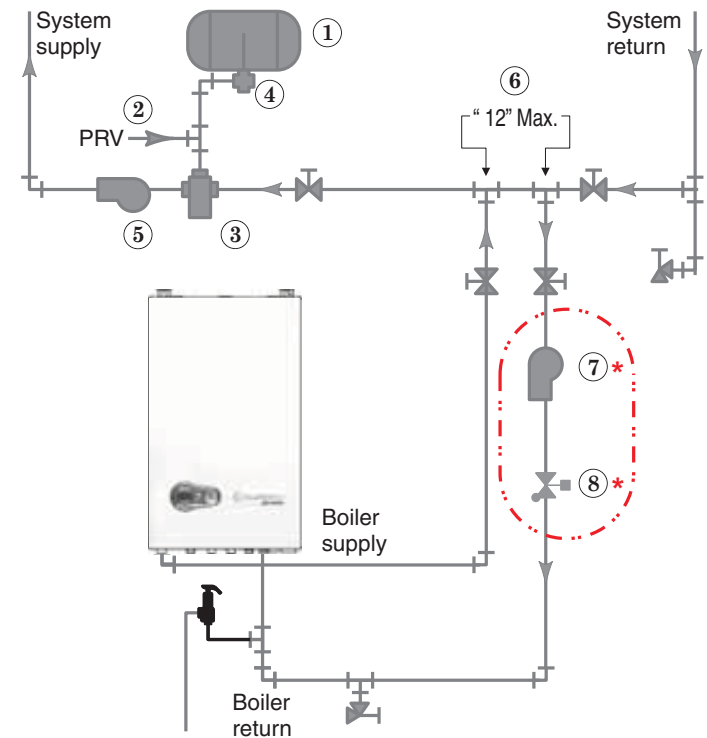 System
supply
①
System
return
⑥
②
④
“ 12” Max.
PRV
⑤
③
⑦*
⑧*
Boiler
supply
Boiler
return